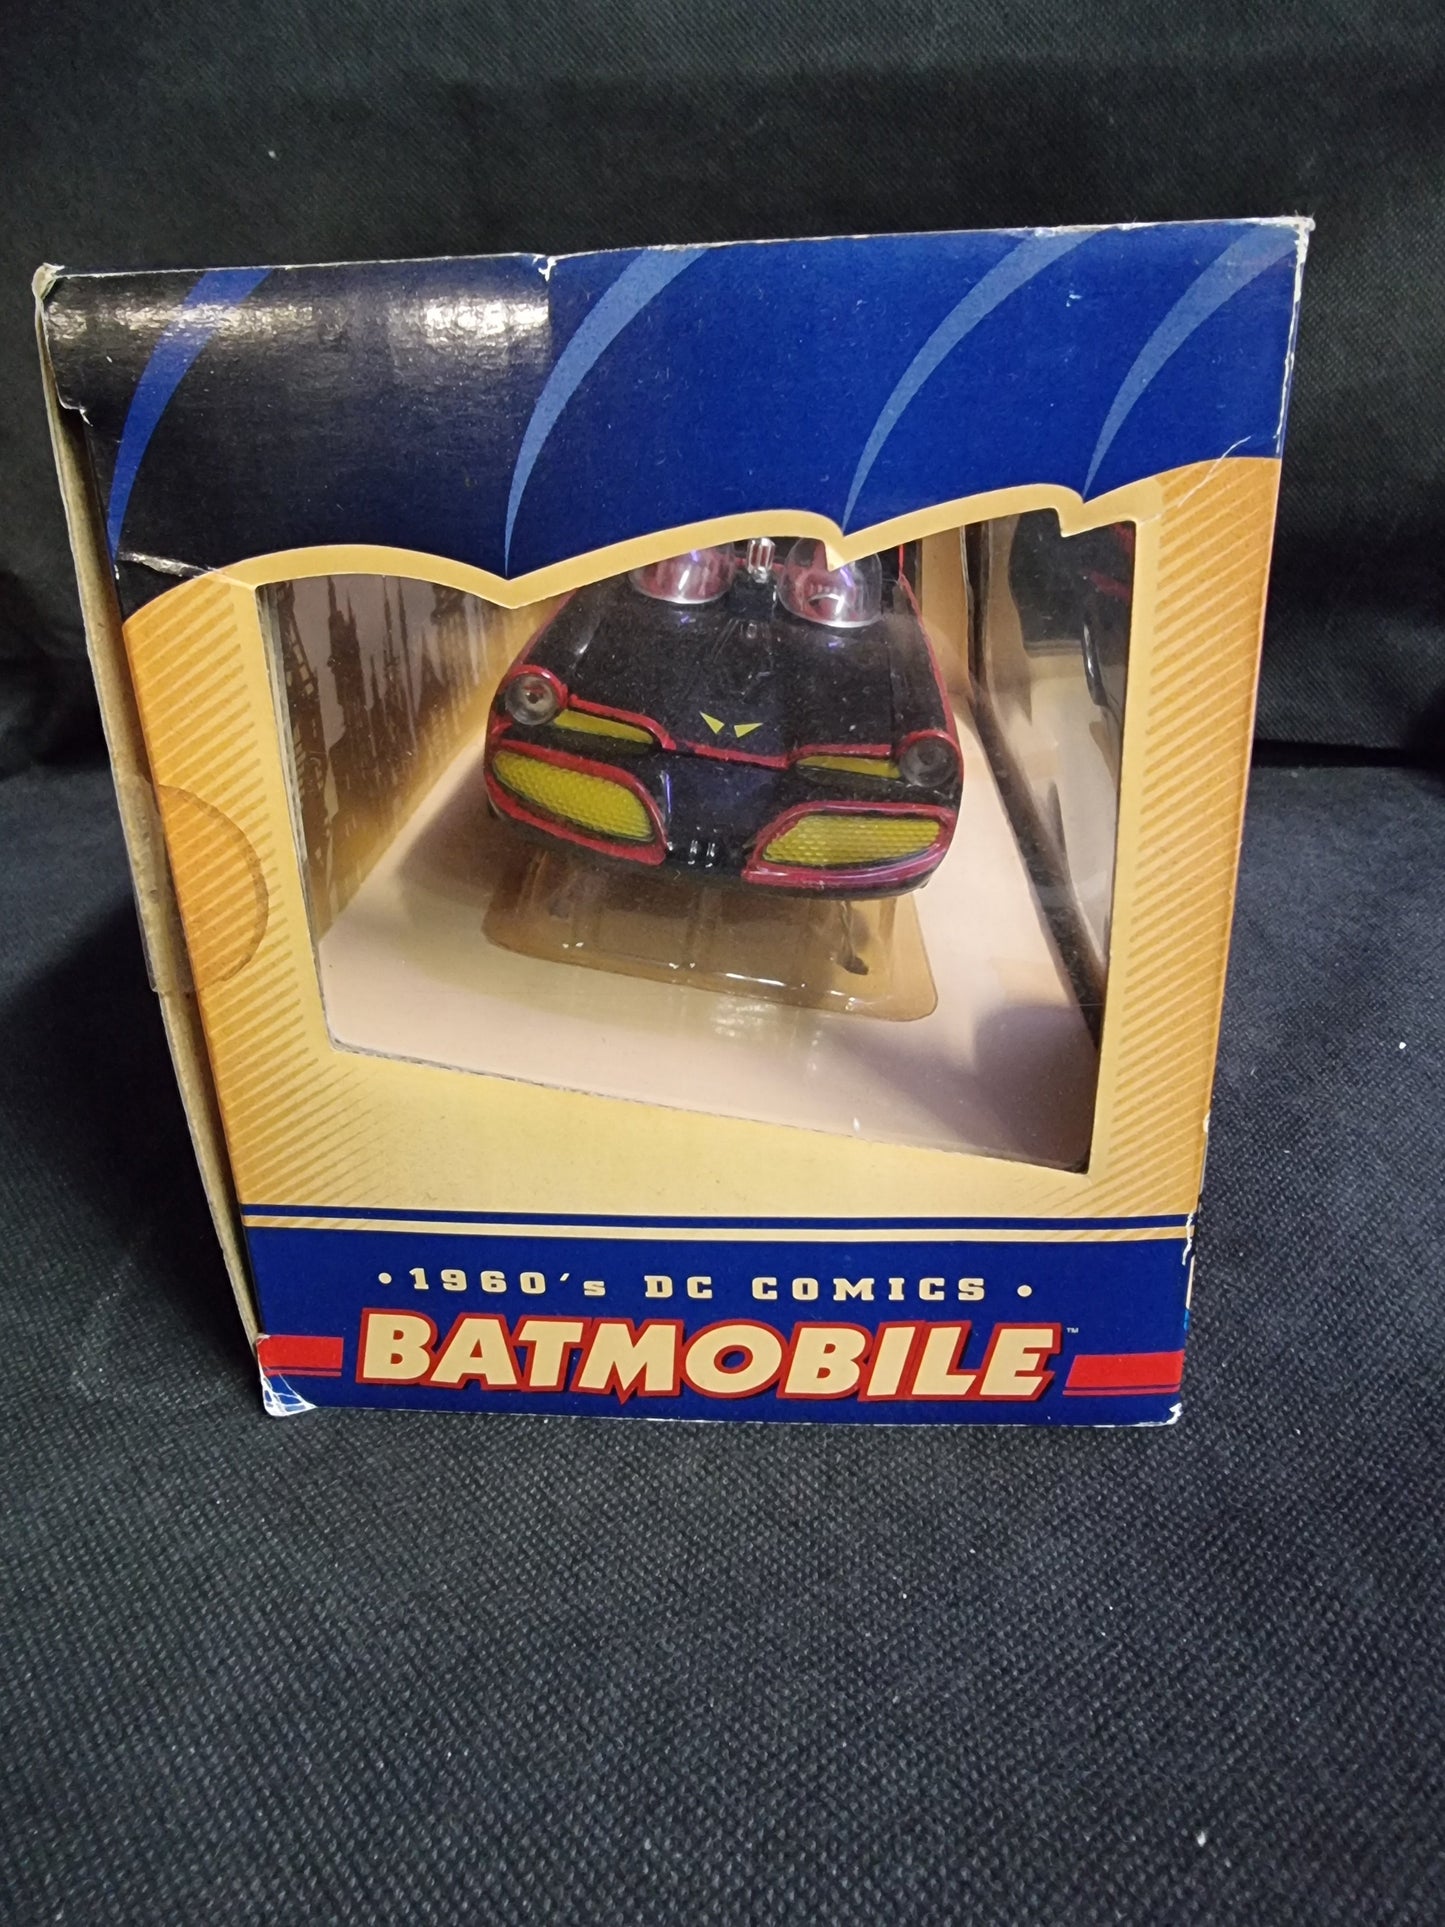 • 1960's DC COMICS •
BATMOBILE™